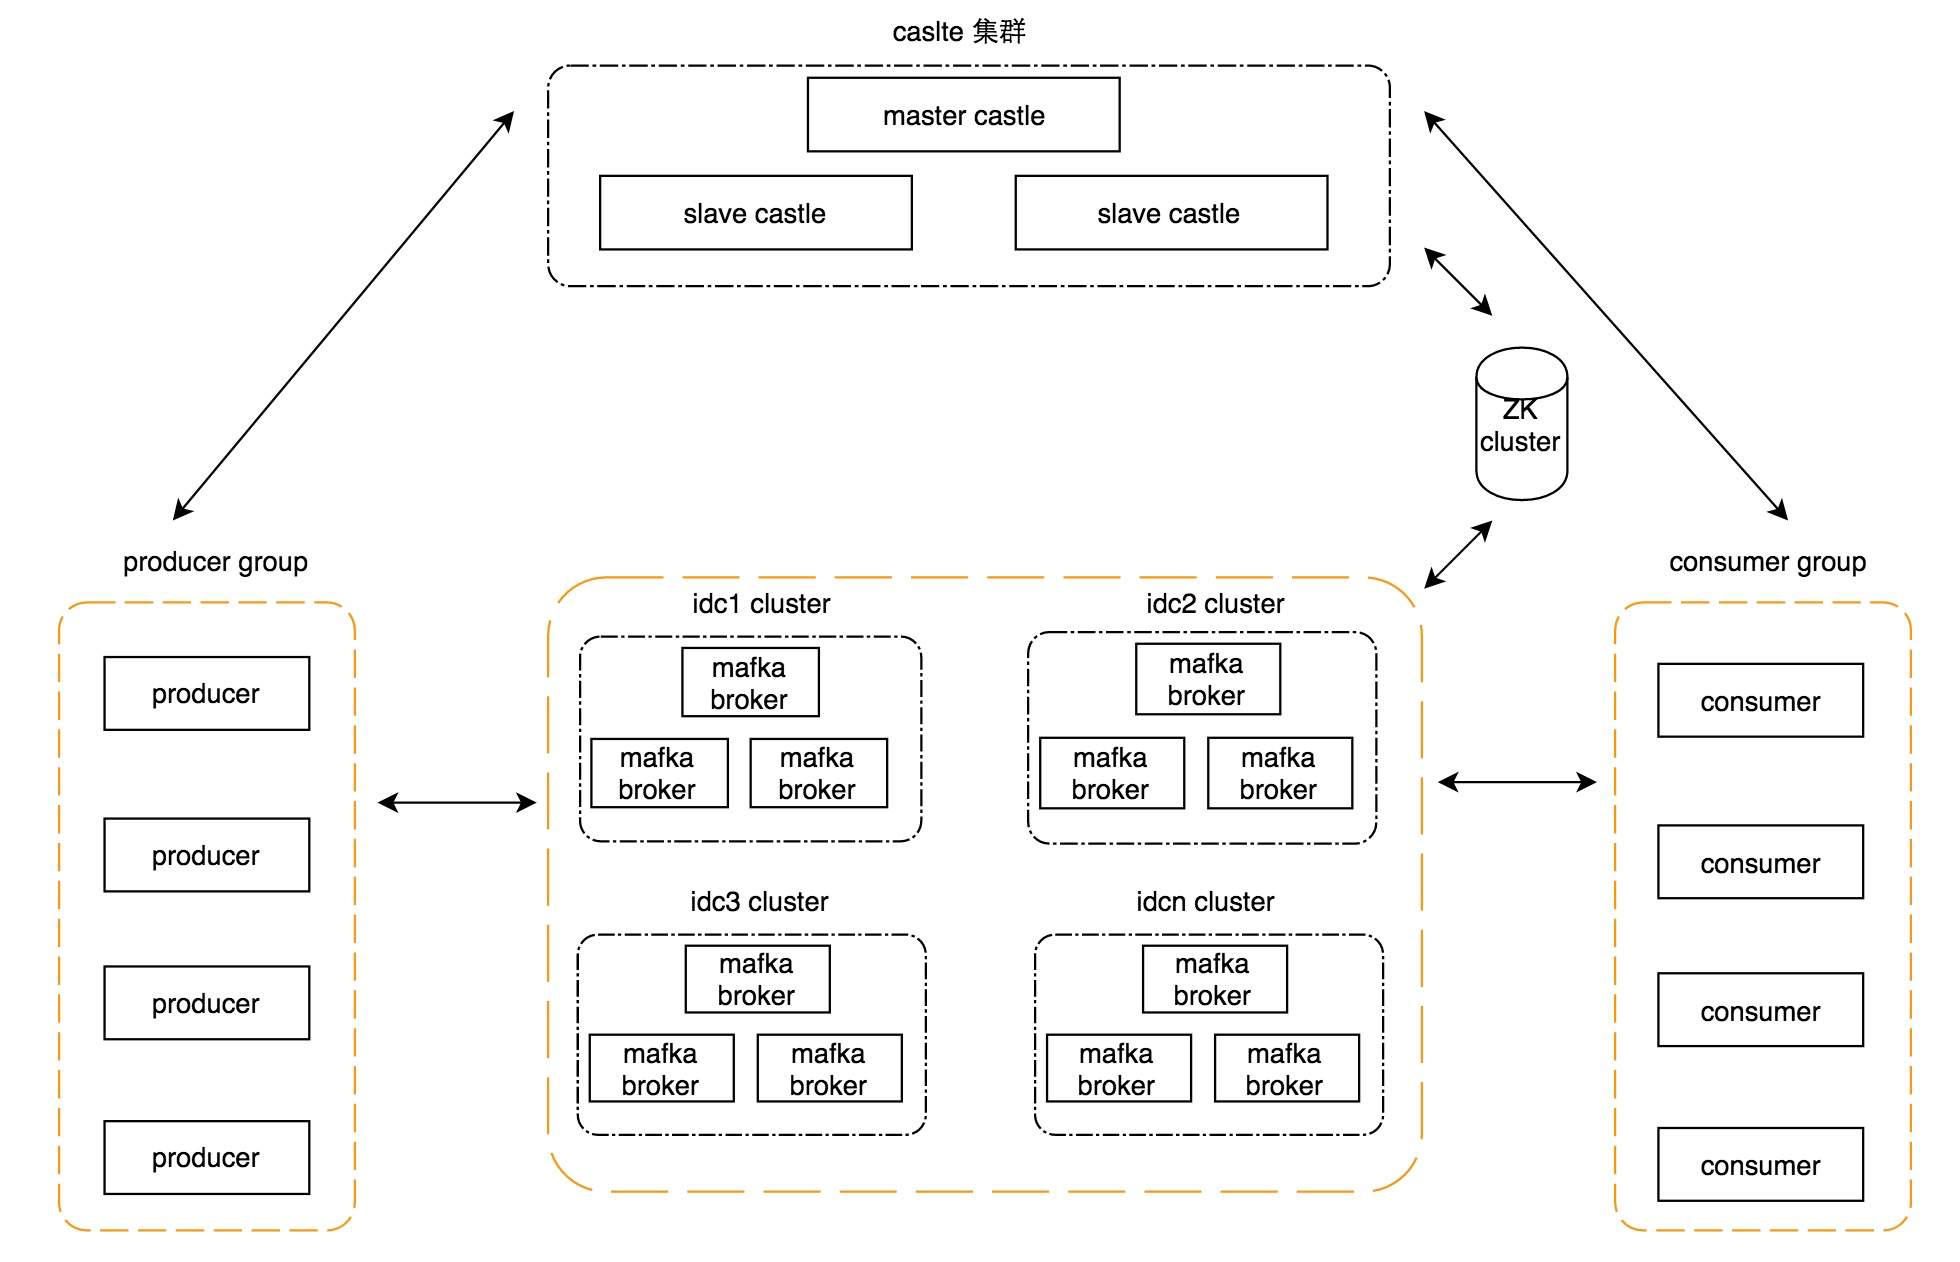 caslte 集群
master castle
slave castle
slave castle
ZK
cluster
producer group
producer
producer
producer
producer
idc1 cluster
mafka
broker
mafka
broker
mafka
broker
idc2 cluster
mafka
broker
mafka
broker
mafka
broker
idc3 cluster
mafka
broker
mafka
broker
mafka
broker
idcn cluster
mafka
broker
mafka
broker
mafka
broker
consumer group
consumer
consumer
consumer
consumer